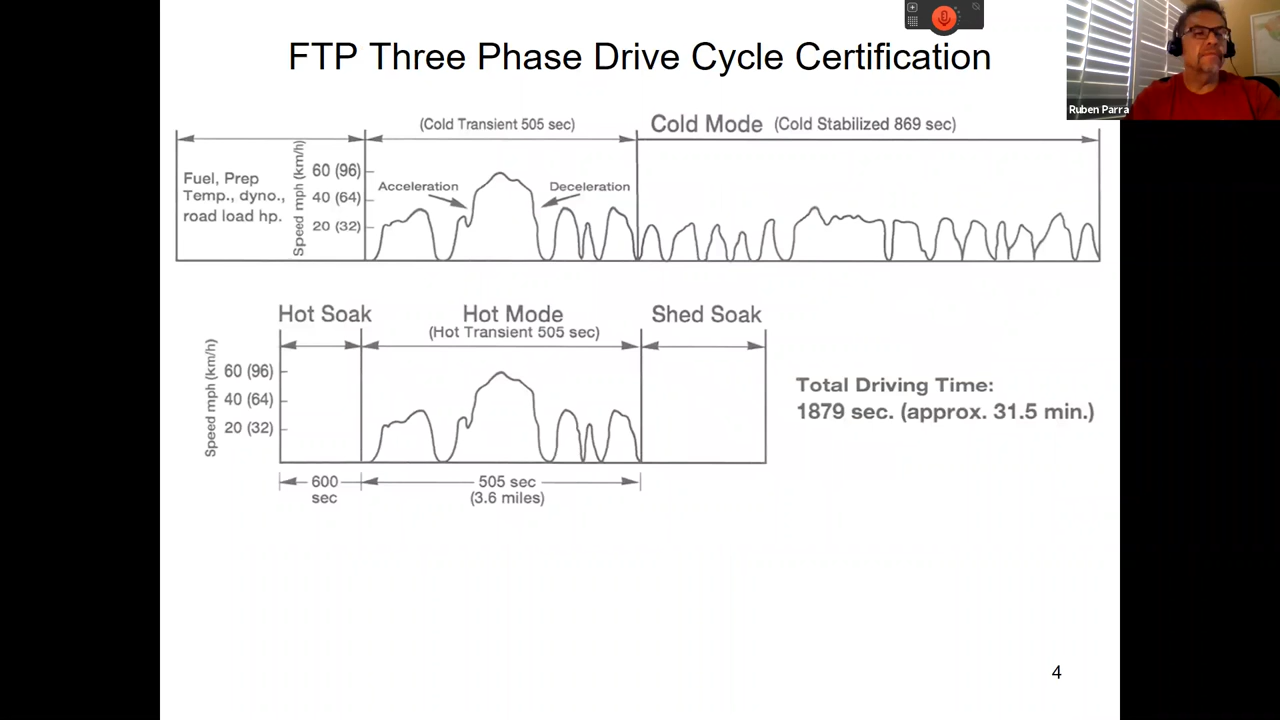 FTP Three Phase Drive Cycle Certification
Ruben Parra
(Cold Transient 505 sec)
Cold Mode (Cold Stabilized 869 sec)
Fuel, Prep
Temp., dyno.,
road load hp.
Speed mph (km/h)
60 (96)
40 (64)
20 (32)
Acceleration
Deceleration
Hot Soak
Hot Mode
(Hot Transient 505 sec)
Shed Soak
Speed mph (km/h)
60 (96)
40 (64)
20 (32)
Total Driving Time:
1879 sec. (approx. 31.5 min.)
600
sec
505 sec
(3.6 miles)
4